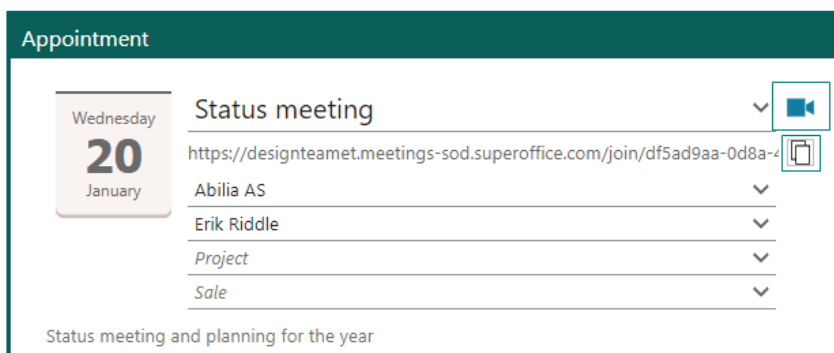 Appointment
Wednesday
20
January
Status meeting
https://designteamet.meetings-sod.superoffice.com/join/df5ad9aa-0d8a-
Abilia AS
Erik Riddle
Project
Sale
Status meeting and planning for the year